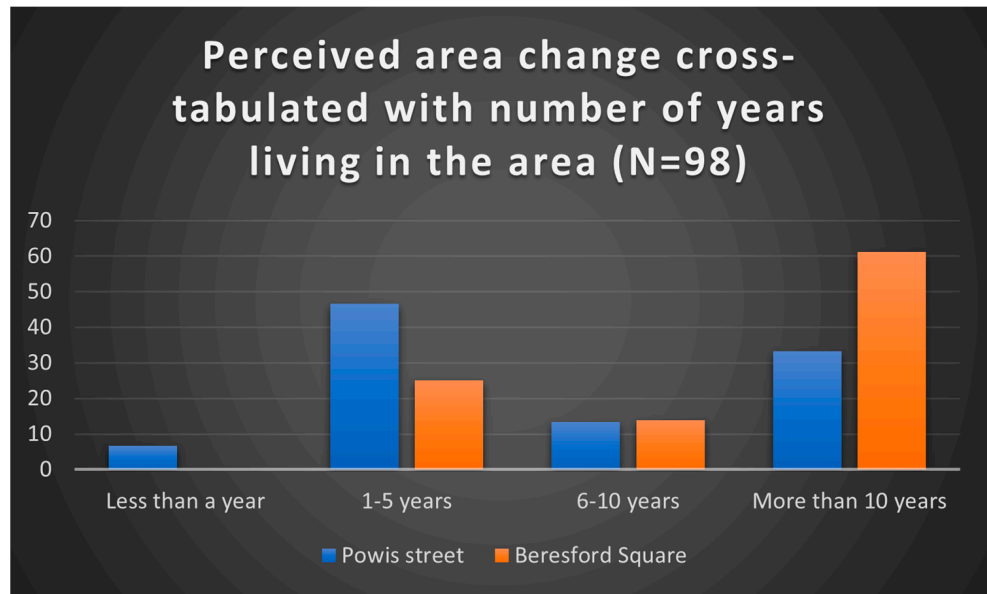 Perceived area change cross-
tabulated with number of years
living in the area (N=98)
70
60
50
40
30
20
10
0
Less than a year 1-5 years 6-10 years More than 10 years
Powis street Beresford Square